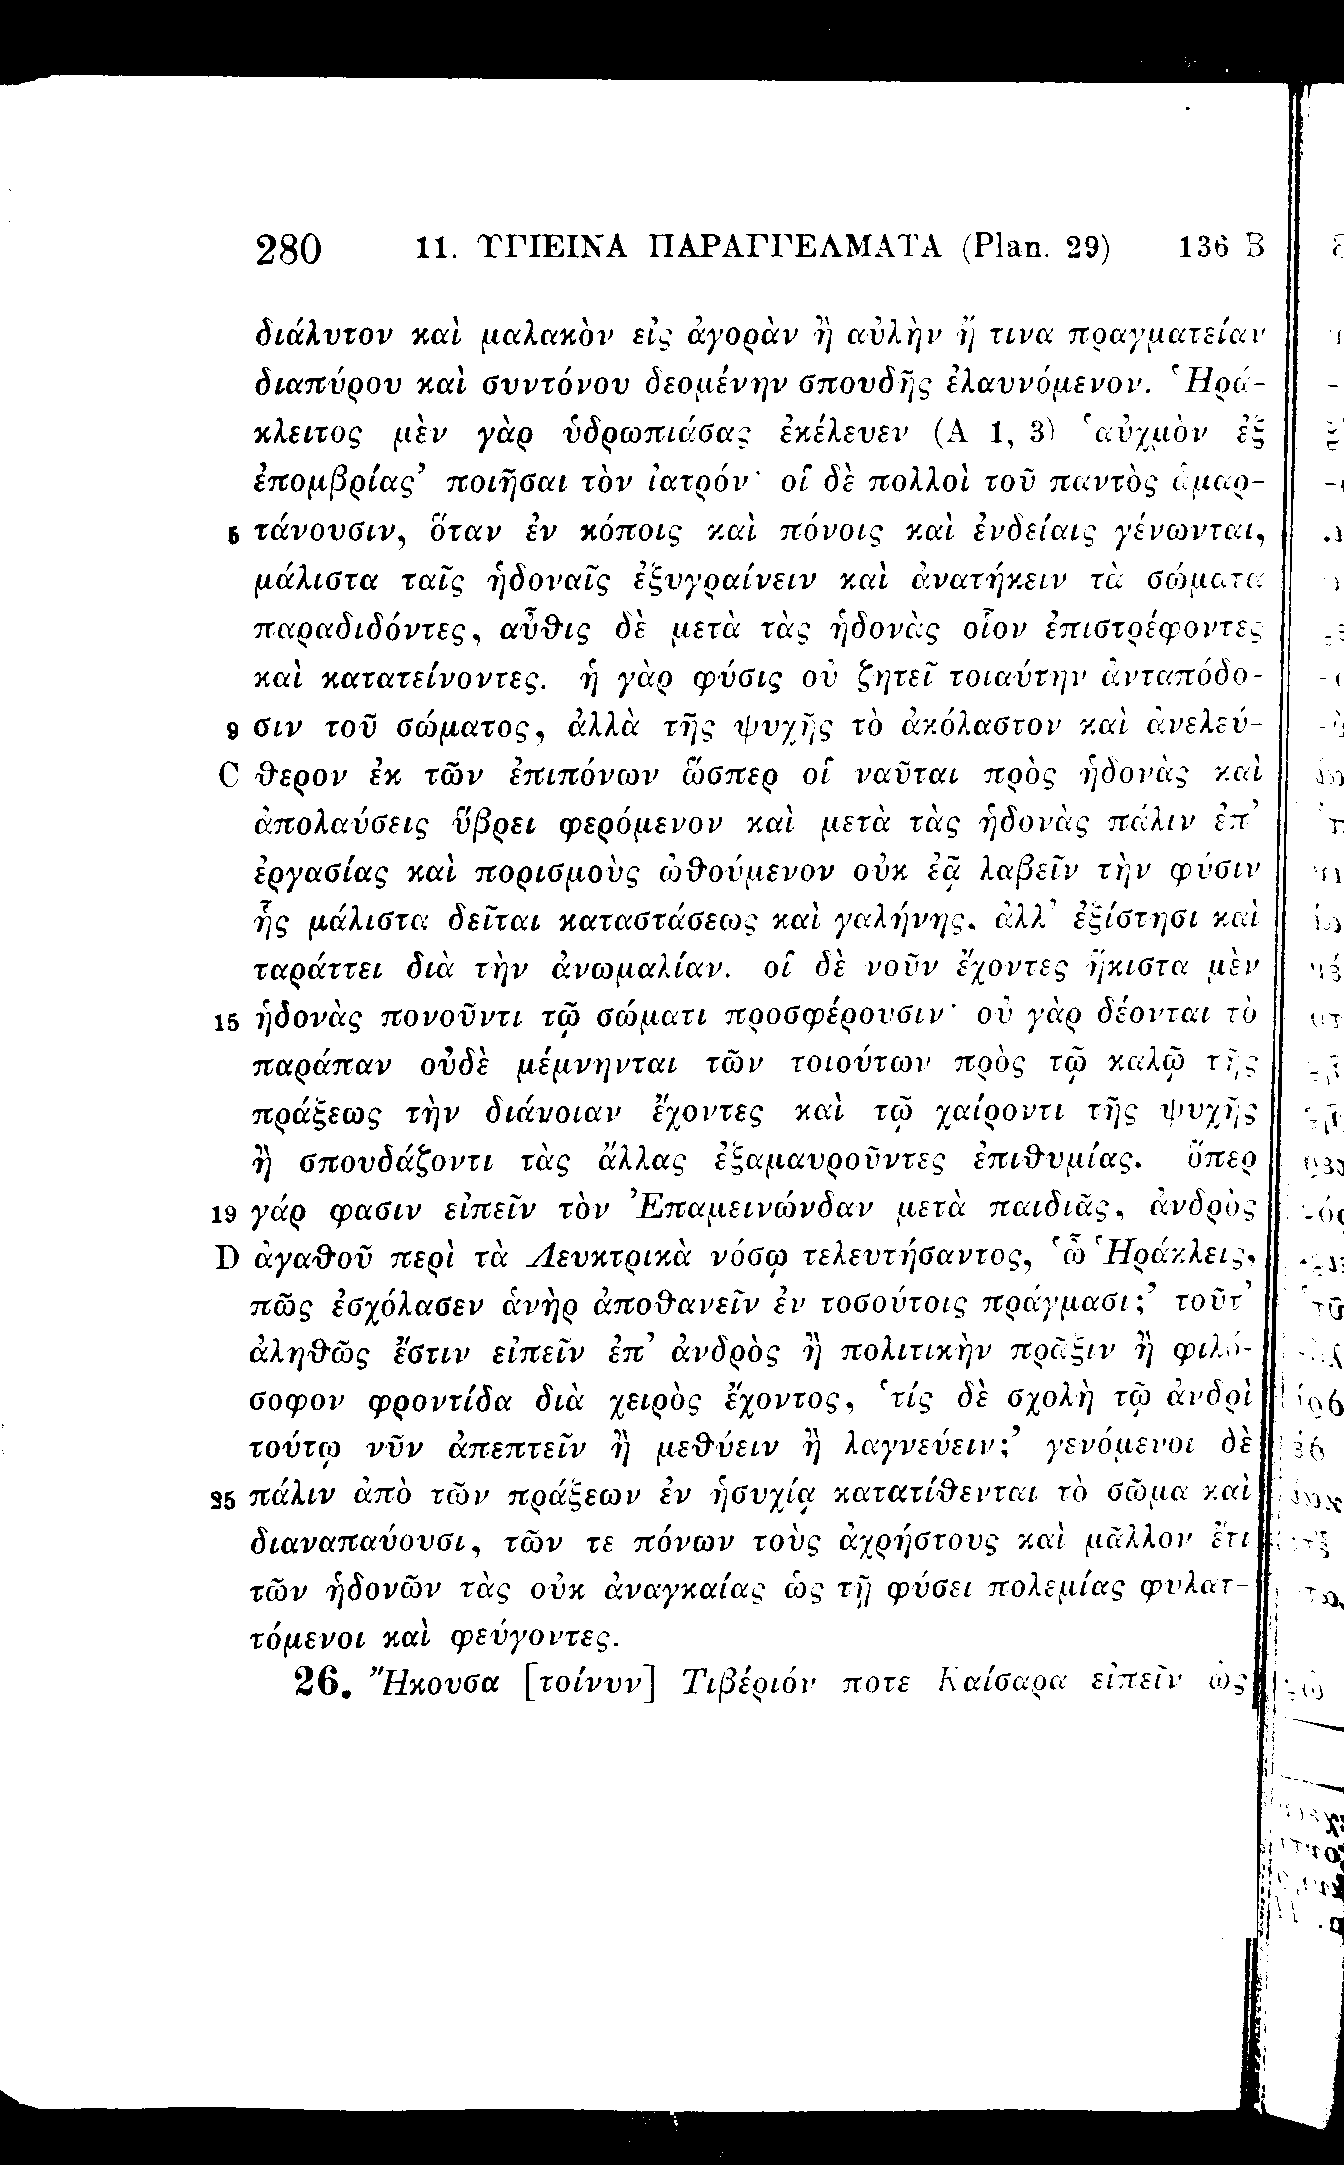 280 11. ΥΓΙΕΙΝΑ ΠΑΡΑΓΓΕΛΜΑΤΑ (Plan. 29) 136 B
διάλυτον καὶ μαλακὸν εἰς ἀγορὰν ἢ αὐλὴν ἤ τινα πραγματείαν
διαπύρου καὶ συντόνου δεομένην σπουδῆς ἐλαυνόμενον. Ἡρά-
κλειτος μὲν γὰρ ὑδρωπιάσας ἐκέλευεν (A 1, 3) ‘αὐχμὸν ἐξ
ἐπομβρίας’ ποιῆσαι τὸν ἰατρόν· οἱ δὲ πολλοὶ τοῦ παντὸς ἁμαρ-
5 τάνουσιν, ὅταν ἐν κόποις καὶ πόνοις καὶ ἐνδείαις γένωνται,
μάλιστα ταῖς ἡδοναῖς ἐξυγραίνειν καὶ ἀνατήκειν τὰ σώματα
παραδιδόντες, αὖθις δὲ μετὰ τὰς ἡδονὰς οἷον ἐπιστρέφοντες
καὶ κατατείνοντες. ἡ γὰρ φύσις οὐ ζητεῖ τοιαύτην ἀνταπόδο-
9 σιν τοῦ σώματος, ἀλλὰ τῆς ψυχῆς τὸ ἀκόλαστον καὶ ἀνελεύ-
C θερον ἐκ τῶν ἐπιπόνων ὥσπερ οἱ ναῦται πρὸς ἡδονὰς καὶ
ἀπολαύσεις ὕβρει φερόμενον καὶ μετὰ τὰς ἡδονὰς πάλιν ἐπ’
ἐργασίας καὶ πορισμοὺς ὠθούμενον οὐκ ἐᾷ λαβεῖν τὴν φύσιν
ἧς μάλιστα δεῖται καταστάσεως καὶ γαλήνης, ἀλλ’ ἐξίστησι καὶ
ταράττει διὰ τὴν ἀνωμαλίαν. οἱ δὲ νοῦν ἔχοντες ἥκιστα μὲν
15 ἡδονὰς πονοῦντι τῷ σώματι προσφέρουσιν· οὐ γὰρ δέονται τὸ
παράπαν οὐδὲ μέμνηνται τῶν τοιούτων πρὸς τῷ καλῷ τῆς
πράξεως τὴν διάνοιαν ἔχοντες καὶ τῷ χαίροντι τῆς ψυχῆς
ἢ σπουδάζοντι τὰς ἄλλας ἐξαμαυροῦντες ἐπιθυμίας. ὅπερ
19 γάρ φασιν εἰπεῖν τὸν Ἐπαμεινώνδαν μετὰ παιδιᾶς, ἀνδρὸς
D ἀγαθοῦ περὶ τὰ Λευκτρικὰ νόσῳ τελευτήσαντος, ‘ὦ Ἡράκλεις,
πῶς ἐσχόλασεν ἁνὴρ ἀποθανεῖν ἐν τοσούτοις πράγμασι;’ τοῦτ’
ἀληθῶς ἔστιν εἰπεῖν ἐπ’ ἀνδρὸς ἢ πολιτικὴν πρᾶξιν ἢ φιλό-
σοφον φροντίδα διὰ χειρὸς ἔχοντος, ‘τίς δὲ σχολὴ τῷ ἀνδρὶ
τούτῳ νῦν ἀπεπτεῖν ἢ μεθύειν ἢ λαγνεύειν;’ γενόμενοι δὲ
25 πάλιν ἀπὸ τῶν πράξεων ἐν ἡσυχίᾳ κατατίθενται τὸ σῶμα καὶ
διαναπαύουσι, τῶν τε πόνων τοὺς ἀχρήστους καὶ μᾶλλον ἔτι
τῶν ἡδονῶν τὰς οὐκ ἀναγκαίας ὡς τῇ φύσει πολεμίας φυλατ-
τόμενοι καὶ φεύγοντες.
26. Ἤκουσα [τοίνυν] Τιβέριόν ποτε Καίσαρα εἰπεῖν ὡς